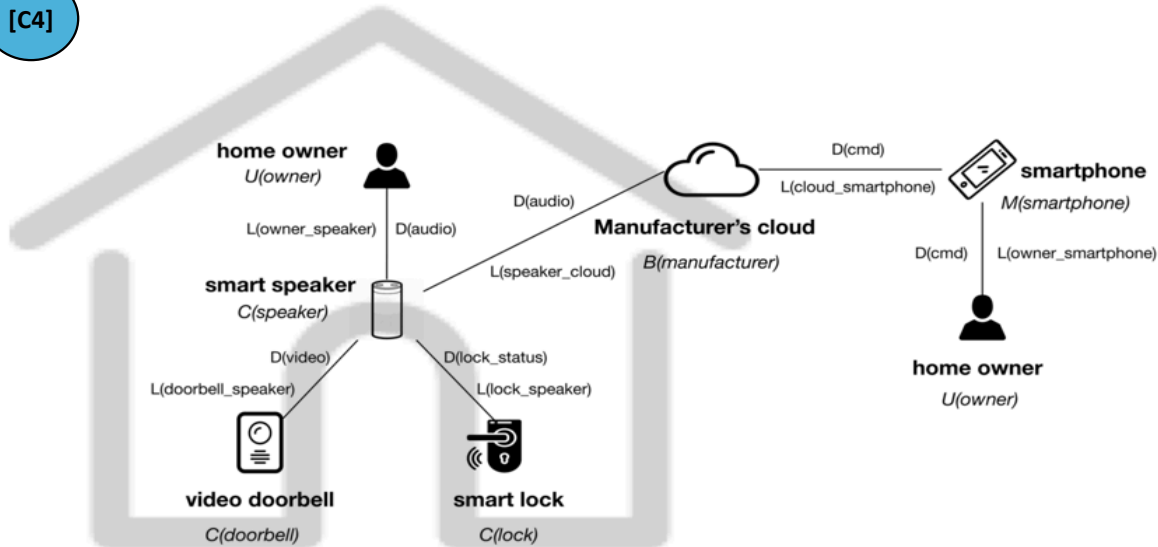 [C4]
home owner
U(owner)
L(owner_speaker) D(audio)
smart speaker
C(speaker)
D(video)
L(doorbell_speaker)
D(lock_status)
L(lock_speaker)
video doorbell
C(doorbell)
smart lock
C(lock)
D(audio)
L(speaker_cloud)
Manufacturer's cloud
B(manufacturer)
D(cmd)
L(cloud_smartphone)
smartphone
M(smartphone)
D(cmd) L(owner_smartphone)
home owner
U(owner)